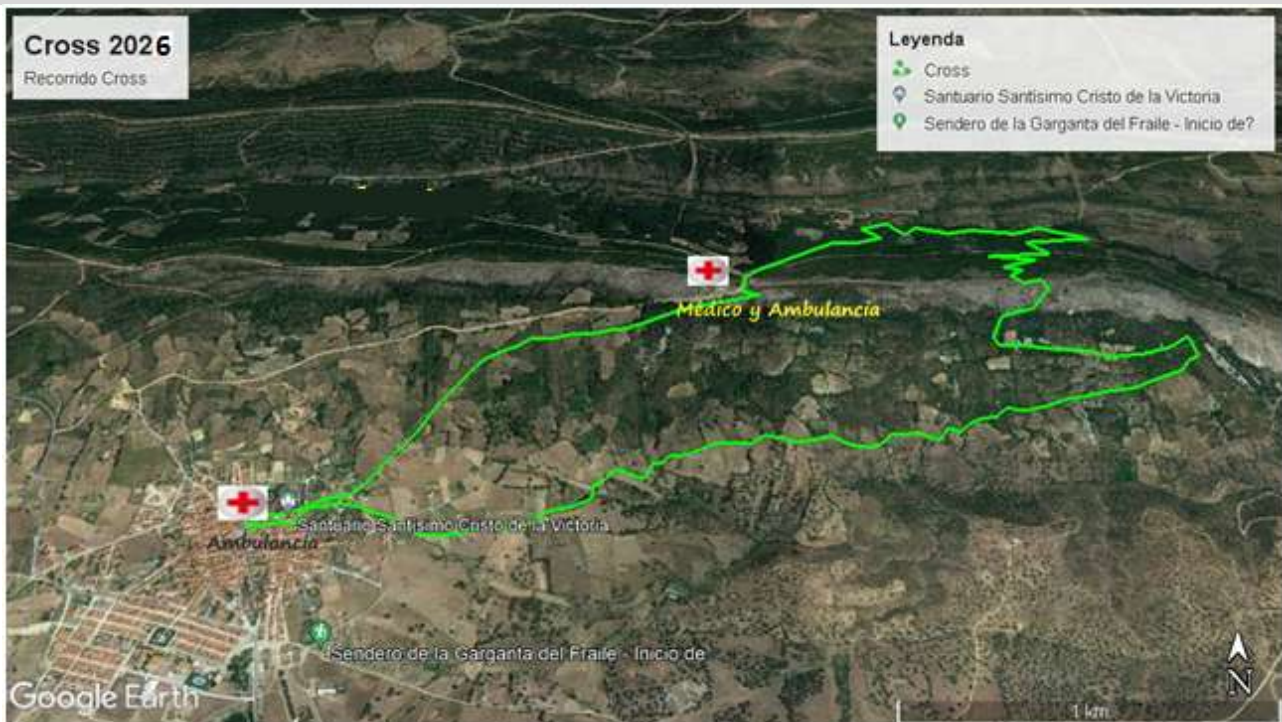 Cross 2026
Recorrido Cross
Leyenda
Cross
Santuario Santísimo Cristo de la Victoria
Sendero de la Garganta del Fraile - Inicio de?
Médico y Ambulancia
Santuario Santísimo Cristo de la Victoria
Ambulancia
Sendero de la Garganta del Fraile - Inicio de
Google Earth
N
1 km